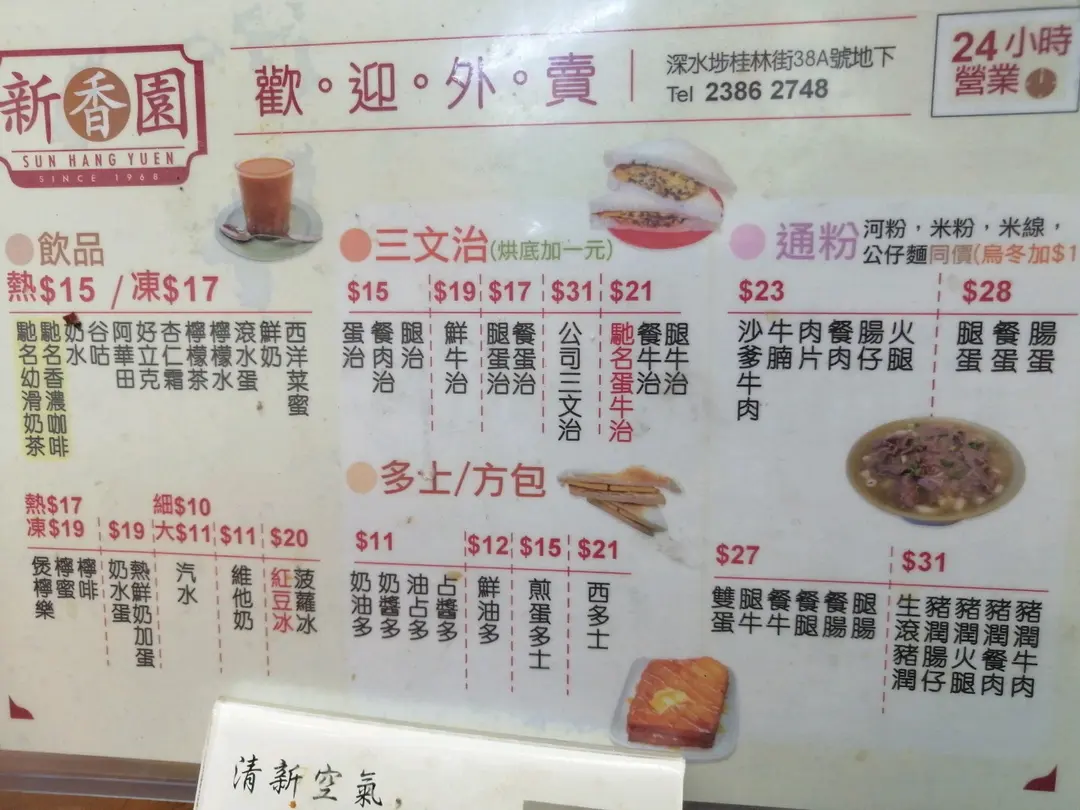 新香園
SUN HANG YUEN
SINCE 1968
歡。迎。外。賣
深水埗桂林街38A號地下
Tel 2386 2748
24小時
營業
飲品
熱$15 / 凍$17
馳名幼滑奶茶
馳名香濃咖啡
奶水
谷咕
阿華田
好立克
杏仁霜
檸檬茶
檸檬水
滾水蛋
鮮奶
西洋菜蜜
熱$17
凍$19
煲檸樂
檸蜜
檸啡
$19
奶水蛋
熱鮮奶加蛋
細$10
大$11
汽水
$11
維他奶
$20
紅豆冰
菠蘿冰
三文治(烘底加一元)
$15
蛋治
餐肉治
腿治
$19
鮮牛治
$17
腿蛋治
餐蛋治
$31
公司三文治
$21
馳名蛋牛治
餐牛治
腿牛治
多士/方包
$11
奶油多
奶醬多
油占多
占醬多
$12
鮮油多
$15
煎蛋多士
$21
西多士
通粉
河粉，米粉，米線，
公仔麵同價(烏冬加$1
$23
沙爹牛肉
牛腩
肉片
餐肉
腸仔
火腿
$28
腿蛋
餐蛋
腸蛋
$27
雙蛋
腿牛
餐牛
餐腿
餐腸
腿腸
$31
生滾豬潤
豬潤腸仔
豬潤火腿
豬潤餐肉
豬潤牛肉
清新空氣，